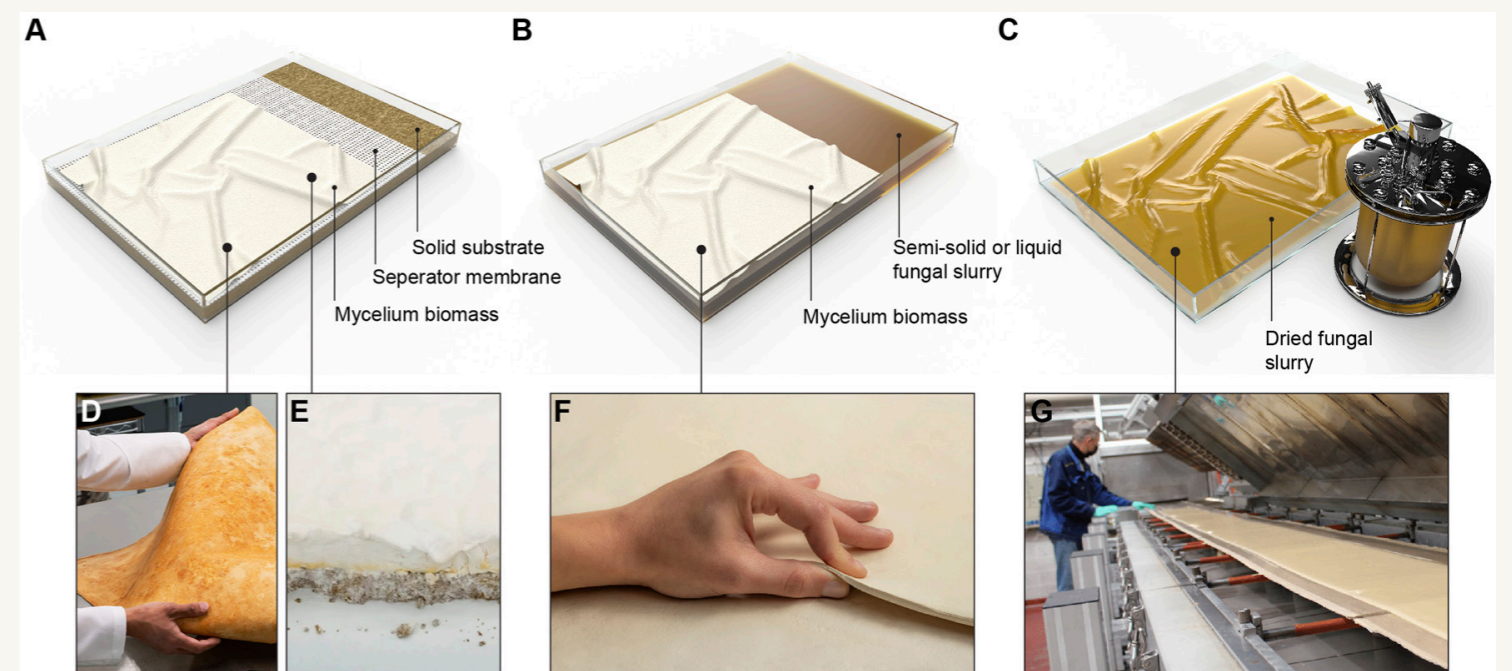 A
B
C
Solid substrate
Seperator membrane
Mycelium biomass
Semi-solid or liquid
fungal slurry
Mycelium biomass
Dried fungal
slurry
D
E
F
G